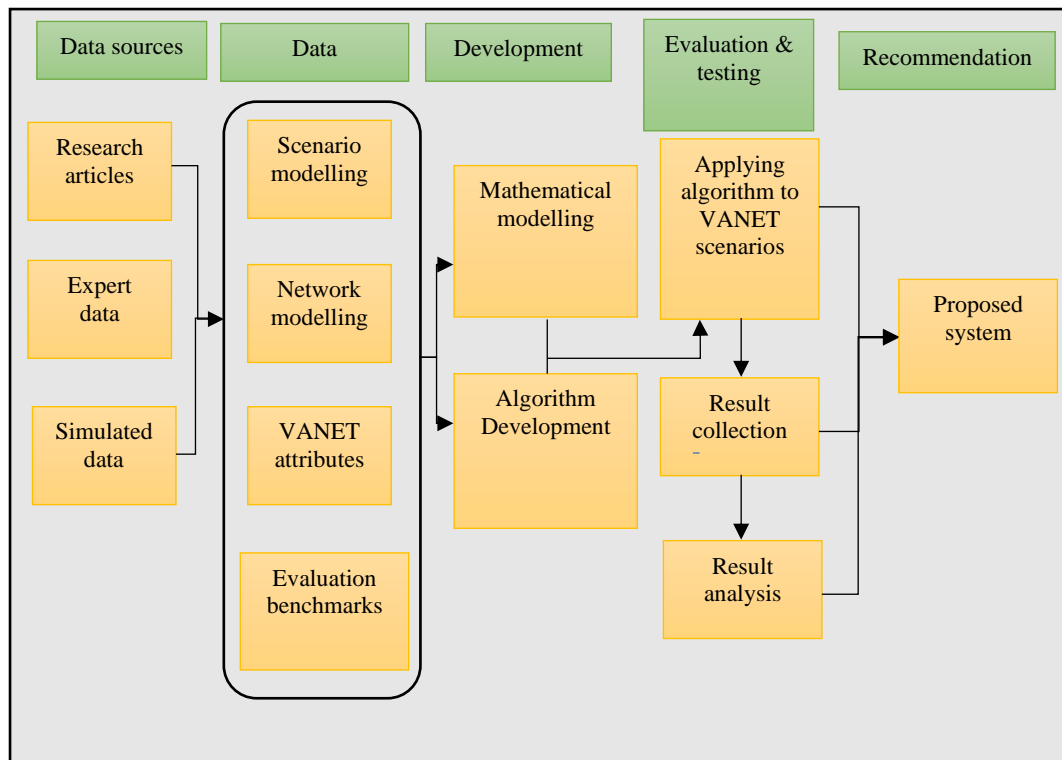 Data sources
Data
Development
Evaluation &
testing
Recommendation
Research
articles
Expert
data
Simulated
data
Scenario
modelling
Network
modelling
VANET
attributes
Evaluation
benchmarks
Mathematical
modelling
Algorithm
Development
Applying
algorithm to
VANET
scenarios
Result
collection
Result
analysis
Proposed
system